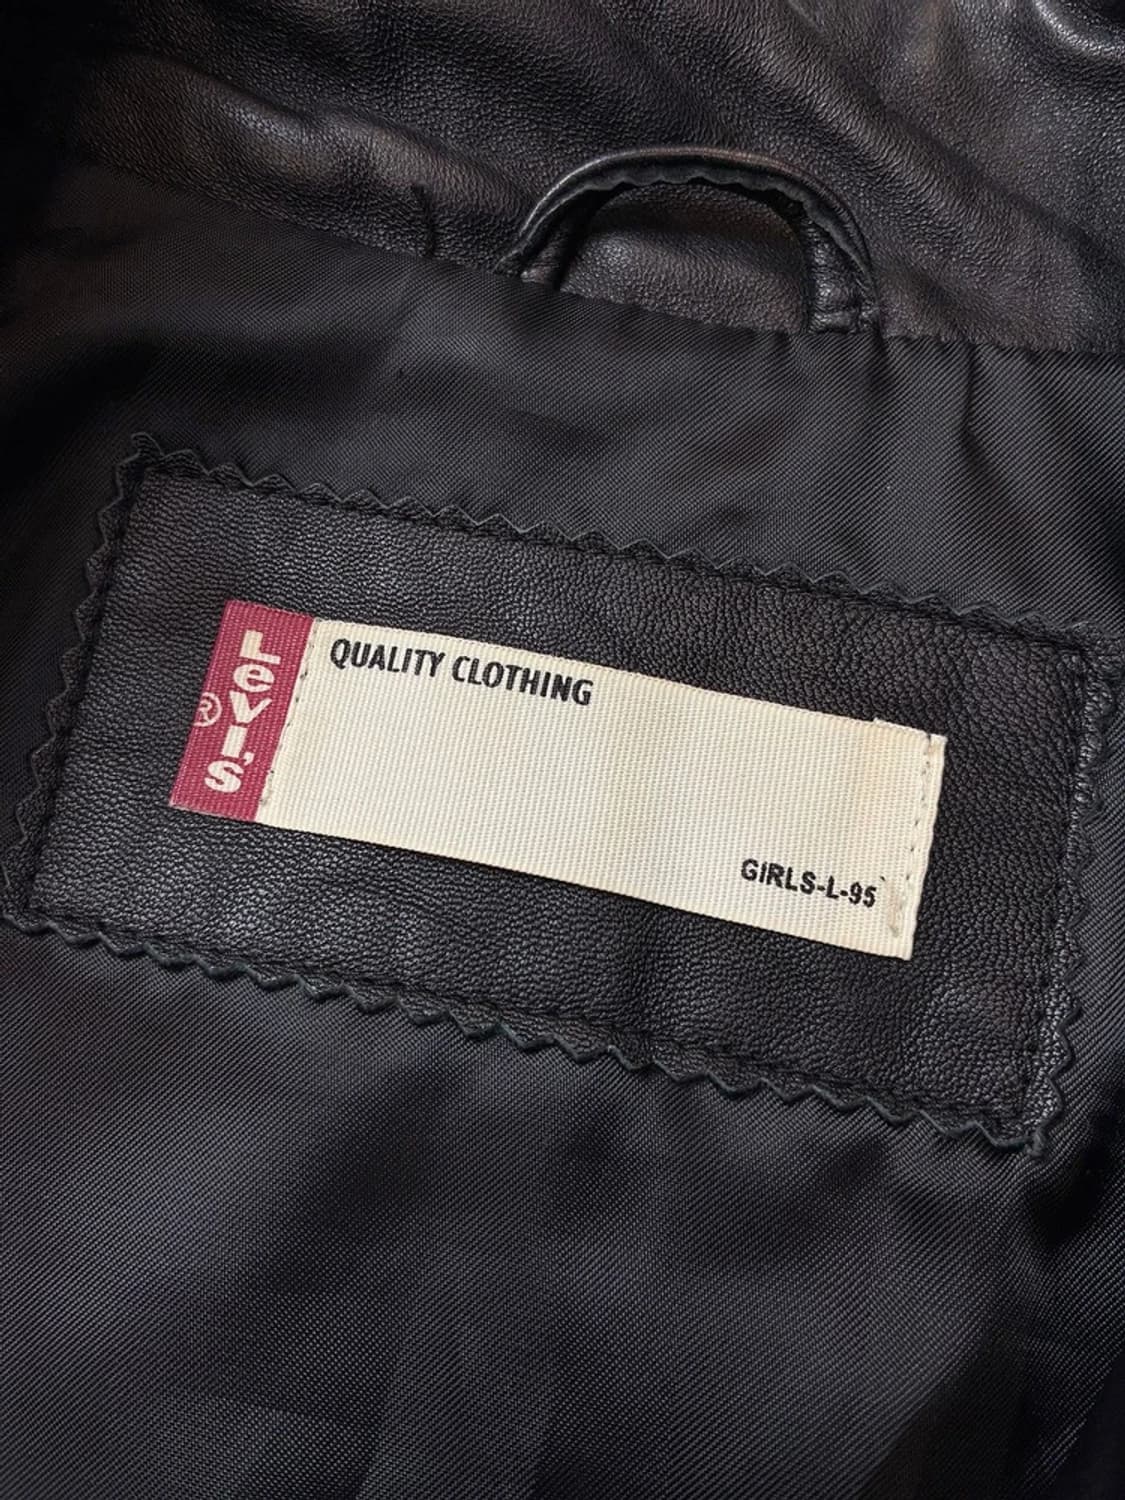 LeVI.S
®
QUALITY CLOTHING
GIRLS-L-95